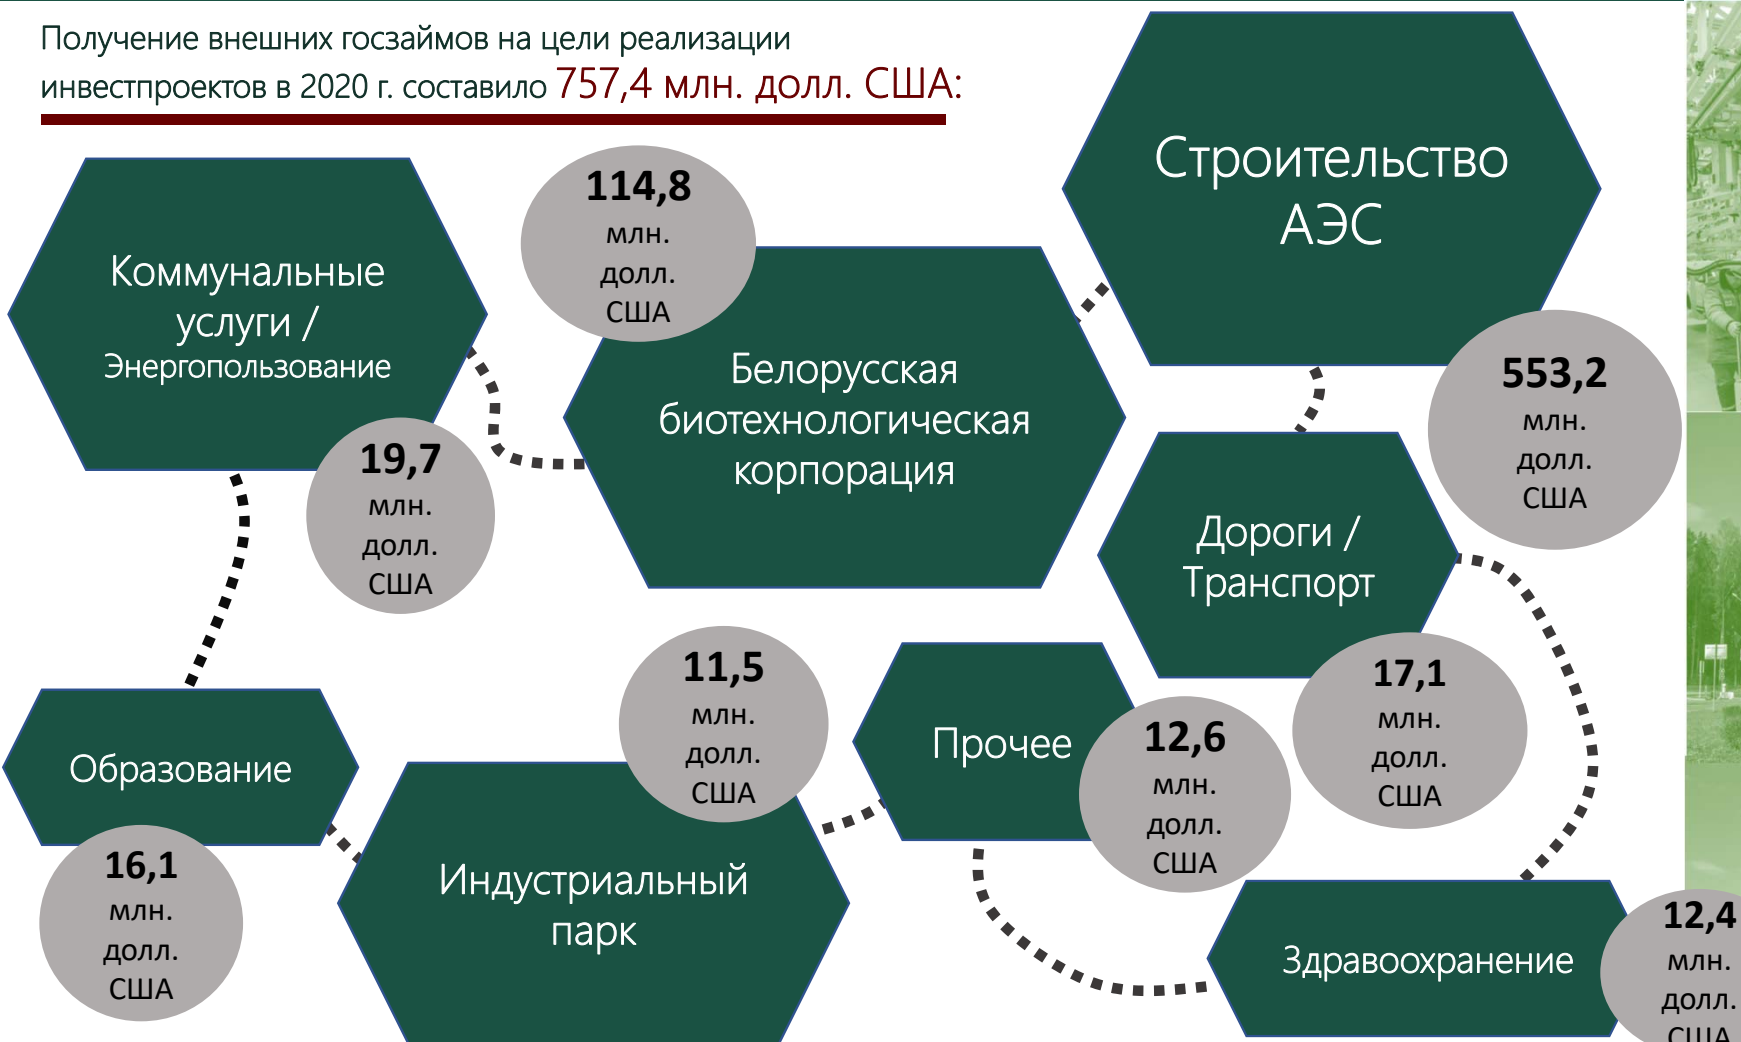 Получение внешних госзаймов на цели реализации
инвестпроектов в 2020 г. составило 757,4 млн. долл. США:
Строительство
АЭС
553,2
млн.
долл.
США
Коммунальные
услуги /
Энергопользование
19,7
млн.
долл.
США
114,8
млн.
долл.
США
Белорусская
биотехнологическая
корпорация
Дороги /
Транспорт
17,1
млн.
долл.
США
Образование
16,1
млн.
долл.
США
11,5
млн.
долл.
США
Индустриальный
парк
Прочее
12,6
млн.
долл.
США
Здравоохранение
12,4
млн.
долл.
США